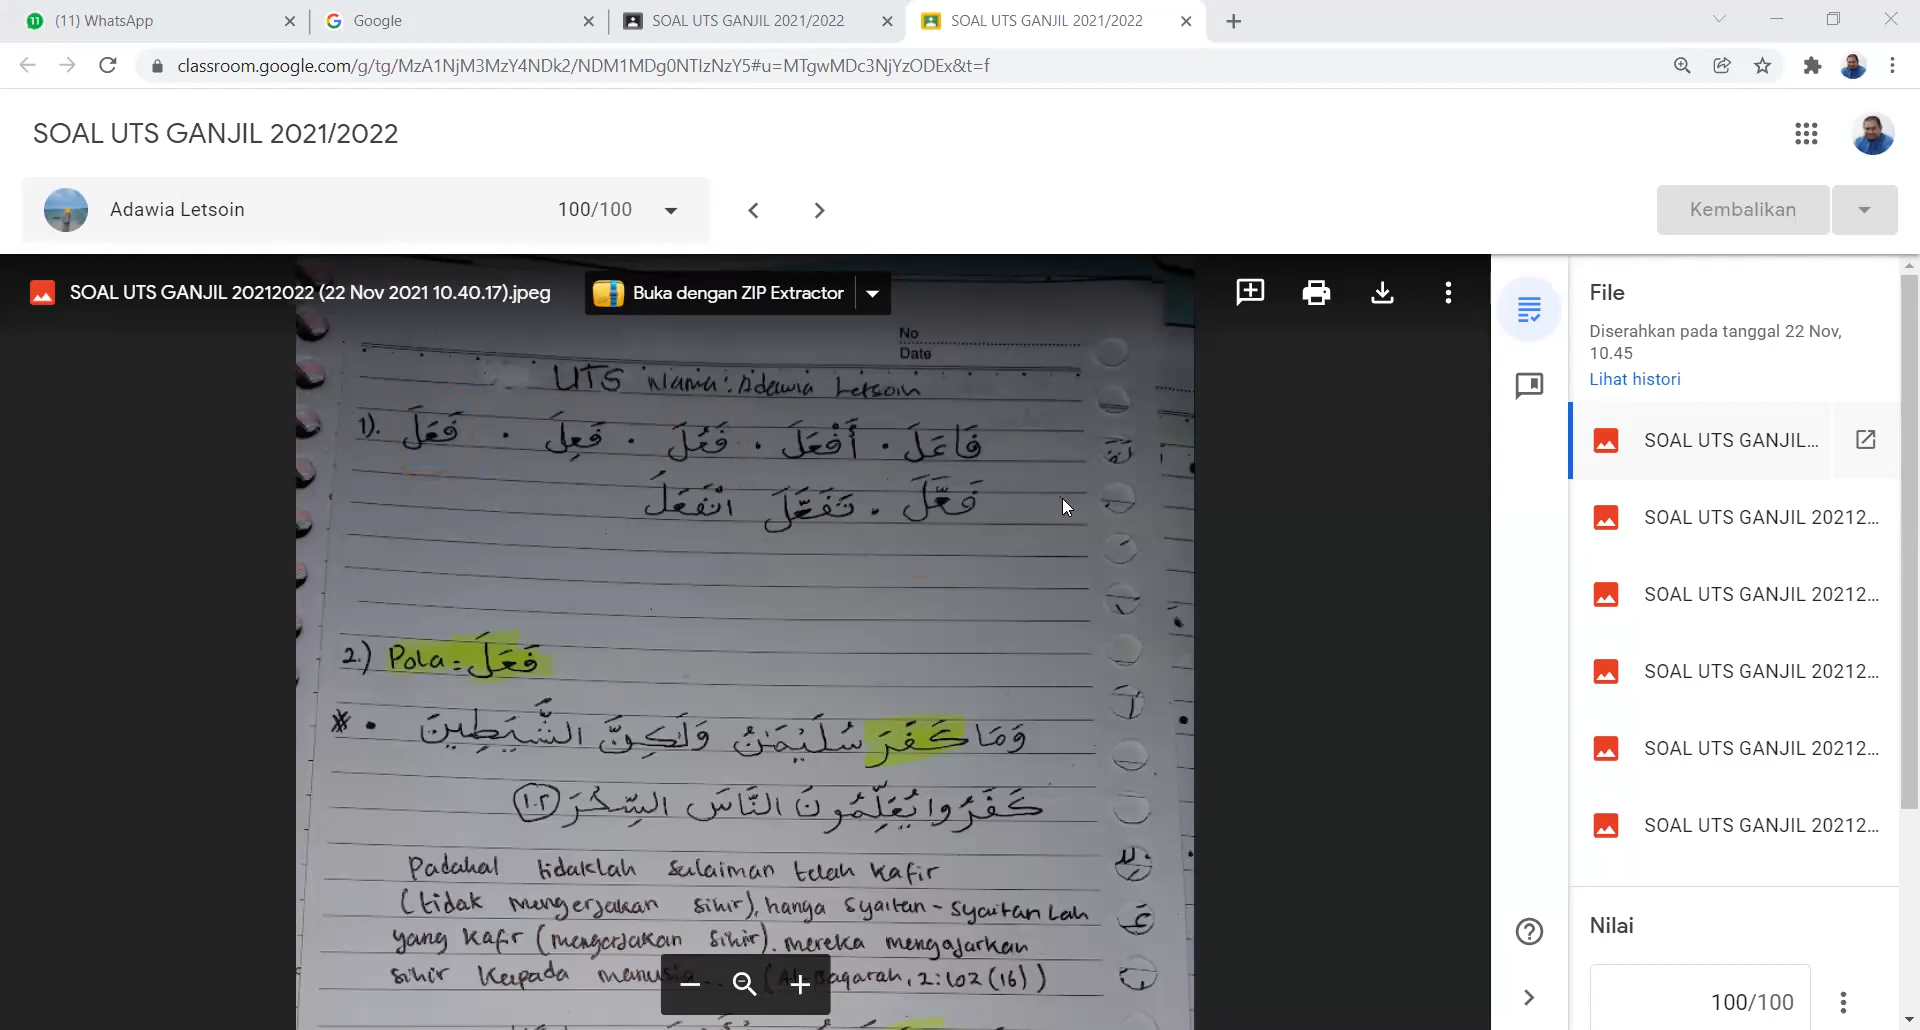 (11) WhatsApp
Google
SOAL UTS GANJIL 2021/2022
SOAL UTS GANJIL 2021/2022
classroom.google.com/g/tg/MzA1NjM3MzY4NDk2/NDM1MDg0NTIzNzY5#u=MTgwMDc3NjYzODEx&t=f
SOAL UTS GANJIL 2021/2022
Adawia Letsoin
100/100
Kembalikan
SOAL UTS GANJIL 20212022 (22 Nov 2021 10.40.17).jpeg
Buka dengan ZIP Extractor
No
Date
UTS Nama : Adawia Letsoin
1). فَعَلَ . فَعِلَ . فَعُلَ . أَفْعَلَ . فَاعَلَ
فَعَّلَ . تَفَعَّلَ انْفَعَلَ
2.) Pola = فَعَلَ
وَمَا كَفَرَ سُلَيْمَٰنُ وَلَٰكِنَّ الشَّيَٰطِينَ
كَفَرُوا يُعَلِّمُونَ النَّاسَ السِّحْرَ ١٠٢
Padahal tidaklah sulaiman telah kafir
(tidak mengerjakan sihir), hanya syaitan-syaitanlah
yang kafir (mengerjakan sihir). mereka mengajarkan
sihir kepada manusia... (Al-Baqarah, 2:102 (16))
File
Diserahkan pada tanggal 22 Nov,
10.45
Lihat histori
SOAL UTS GANJIL...
SOAL UTS GANJIL 20212...
SOAL UTS GANJIL 20212...
SOAL UTS GANJIL 20212...
SOAL UTS GANJIL 20212...
SOAL UTS GANJIL 20212...
Nilai
100/100